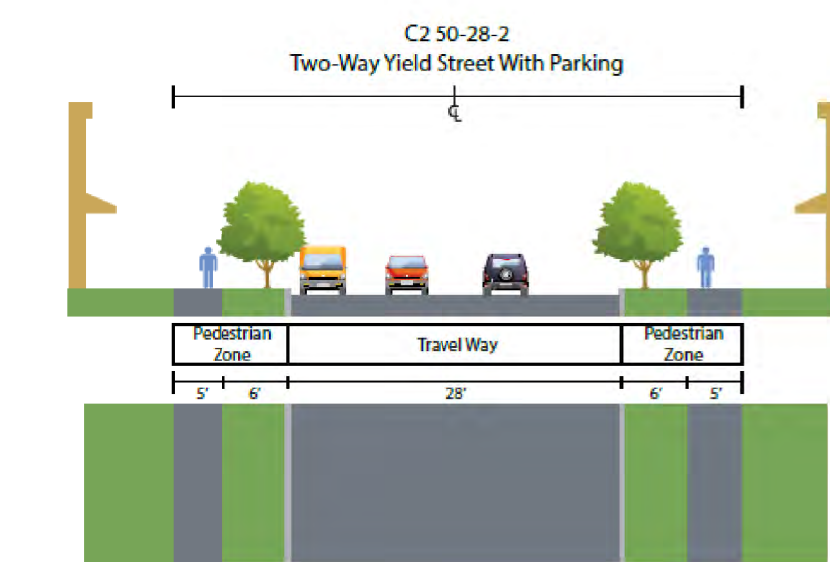 C2 50-28-2
Two-Way Yield Street With Parking
℄
Pedestrian
Zone
Travel Way
Pedestrian
Zone
5' 6' 28' 6' 5'